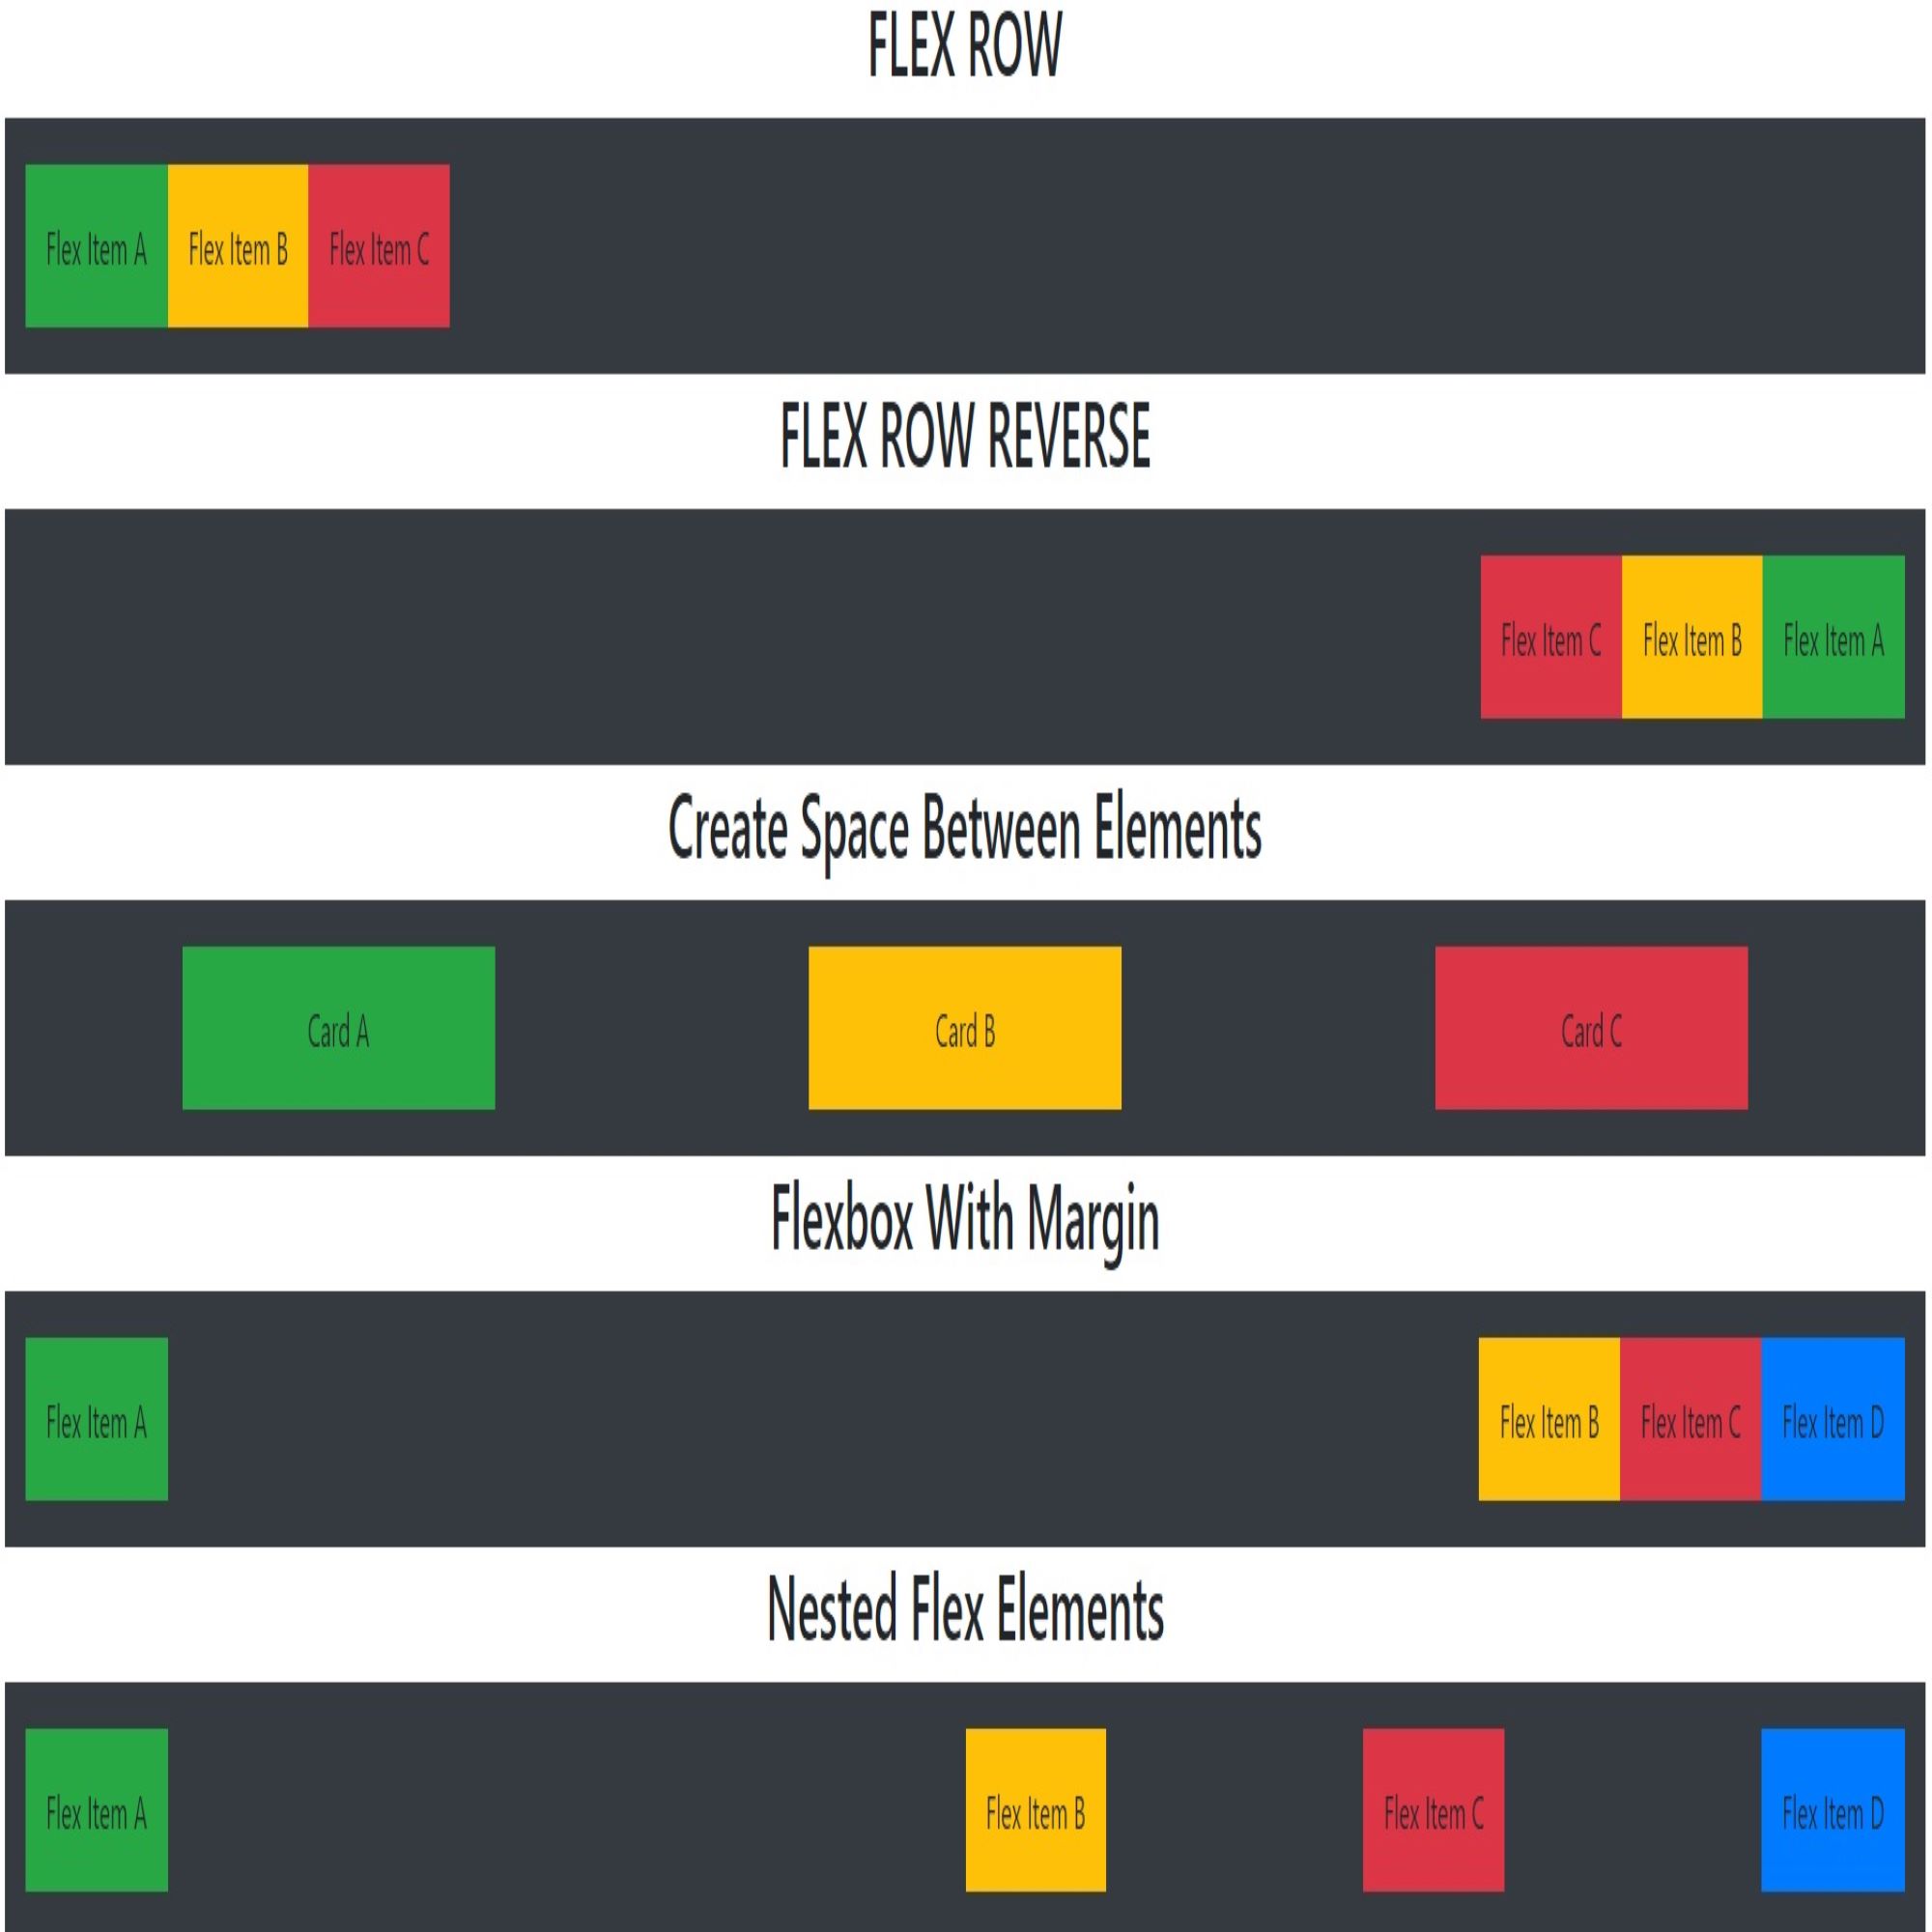 FLEX ROW
Flex Item A Flex Item B Flex Item C
FLEX ROW REVERSE
Flex Item C Flex Item B Flex Item A
Create Space Between Elements
Card A Card B Card C
Flexbox With Margin
Flex Item A Flex Item B Flex Item C Flex Item D
Nested Flex Elements
Flex Item A Flex Item B Flex Item C Flex Item D